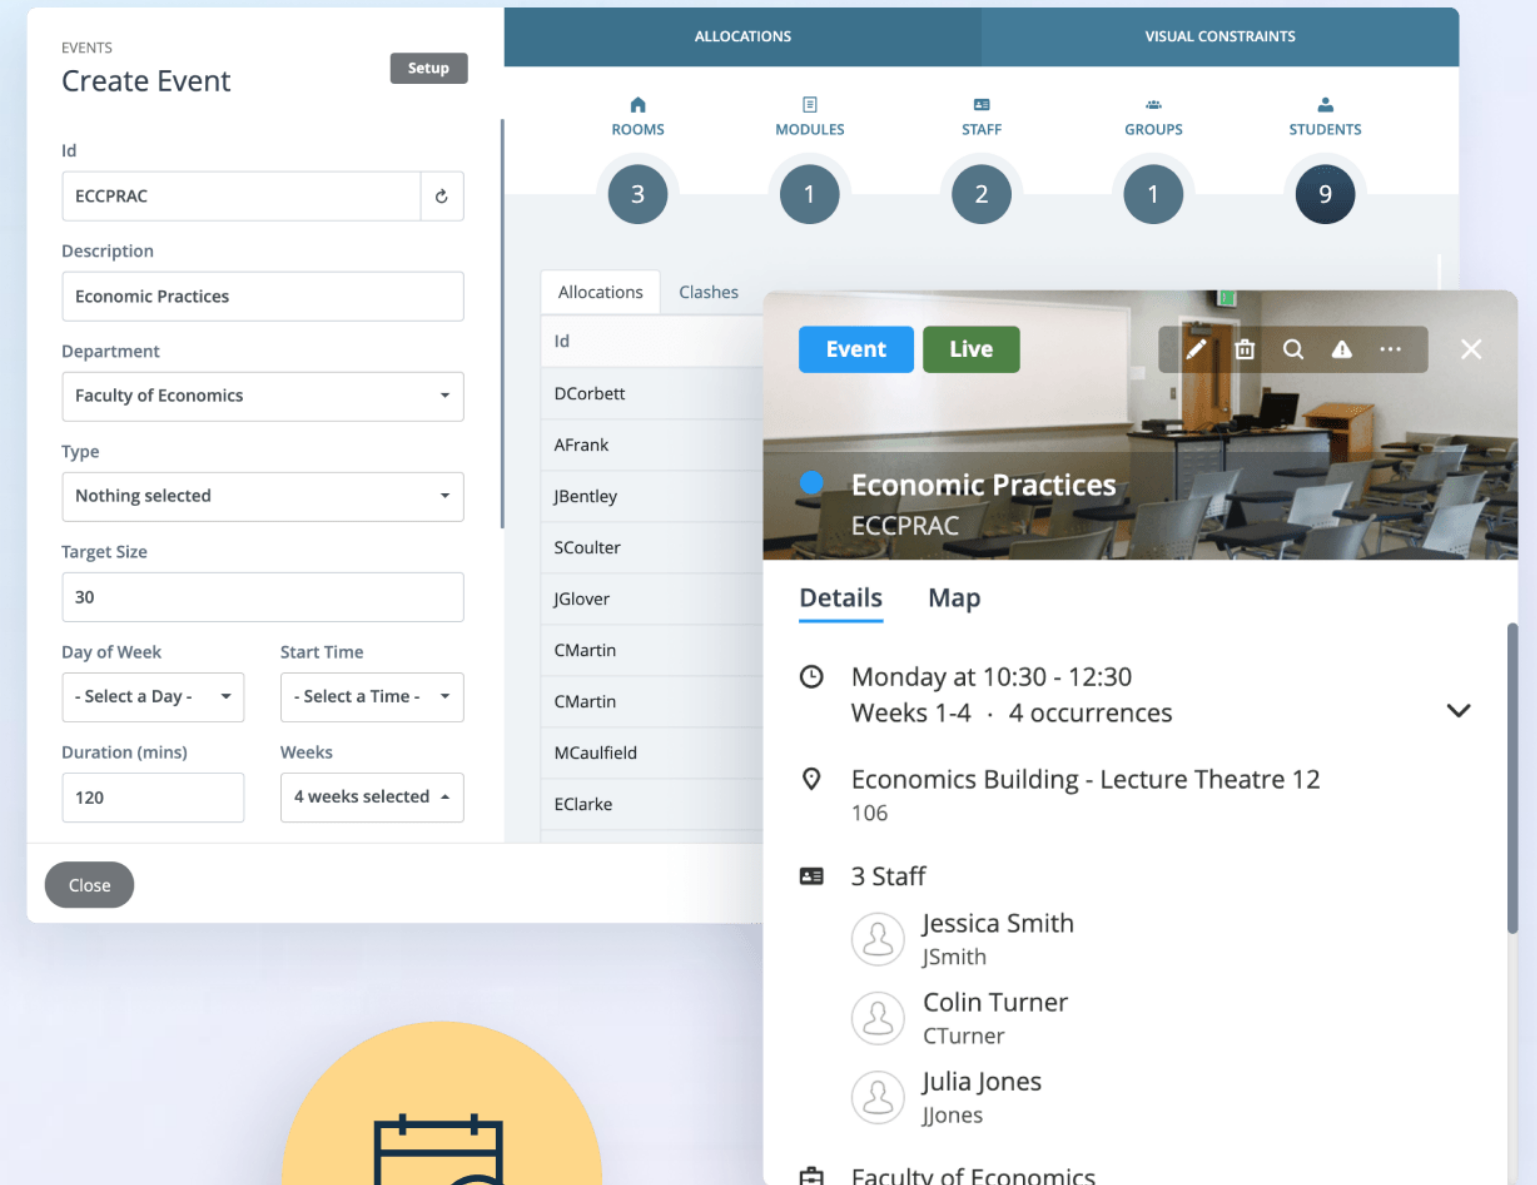 EVENTS
Create Event
Setup
Id
ECCPRAC
Description
Economic Practices
Department
Faculty of Economics
Type
Nothing selected
Target Size
30
Day of Week
Start Time
- Select a Day -
- Select a Time -
Duration (mins)
Weeks
120
4 weeks selected
Close
ALLOCATIONS
VISUAL CONSTRAINTS
ROOMS
MODULES
STAFF
GROUPS
STUDENTS
3
1
2
1
9
Allocations
Clashes
Id
DCorbett
AFrank
JBentley
SCoulter
JGlover
CMartin
CMartin
MCaulfield
EClarke
Event
Live
Economic Practices
ECCPRAC
Details
Map
Monday at 10:30 - 12:30
Weeks 1-4 · 4 occurrences
Economics Building - Lecture Theatre 12
106
3 Staff
Jessica Smith
JSmith
Colin Turner
CTurner
Julia Jones
JJones
Faculty of Economics